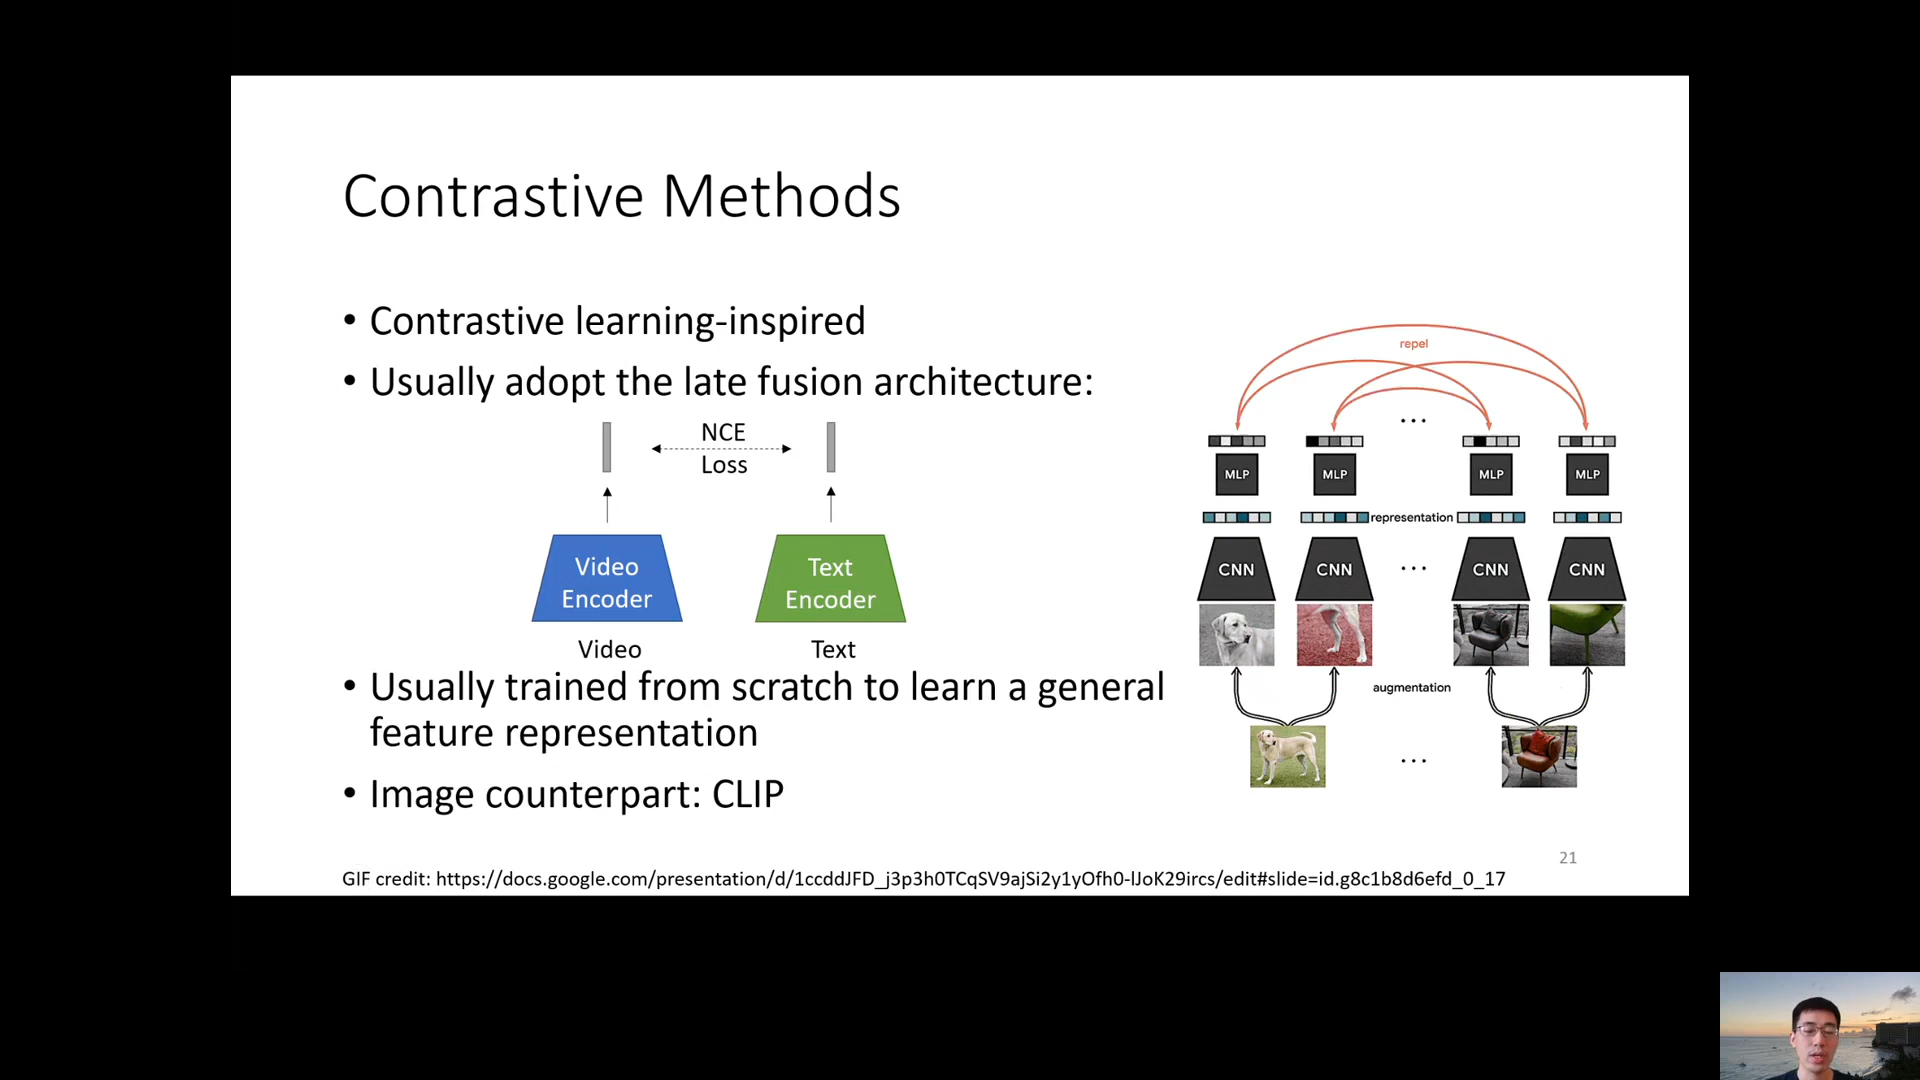 Contrastive Methods
• Contrastive learning-inspired
• Usually adopt the late fusion architecture:
NCE
Loss
Video
Encoder
Text
Encoder
Video
Text
• Usually trained from scratch to learn a general
feature representation
• Image counterpart: CLIP
repel
...
MLP
MLP
MLP
MLP
representation
CNN
CNN
...
CNN
CNN
augmentation
...
21
GIF credit: https://docs.google.com/presentation/d/1ccddJFD_j3p3h0TCqSV9ajSi2y1yOfh0-lJoK29ircs/edit#slide=id.g8c1b8d6efd_0_17